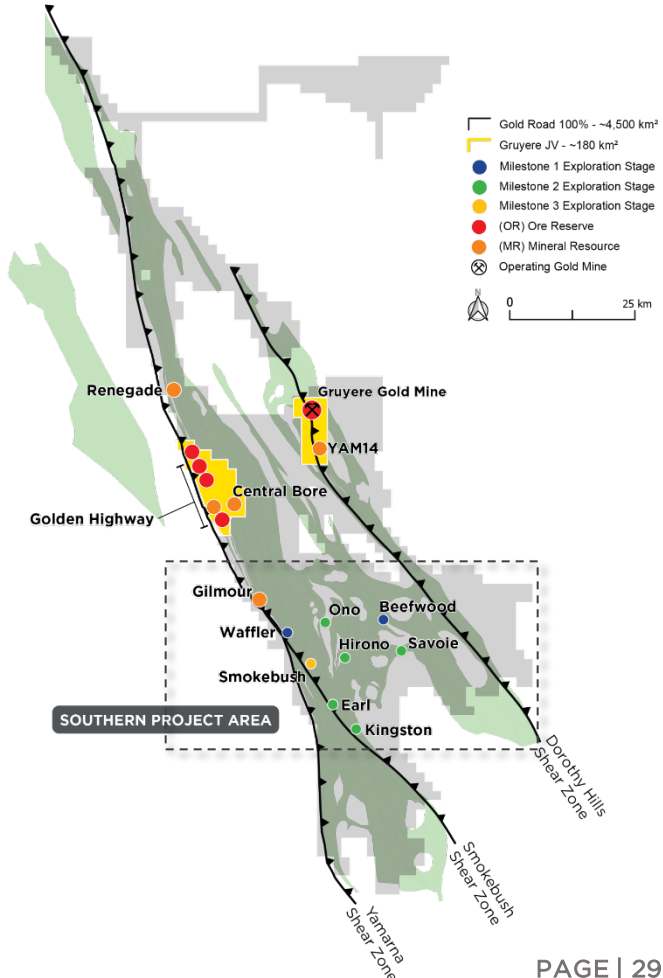 Gold Road 100% - ~4,500 km²
Gruyere JV - ~180 km²
Milestone 1 Exploration Stage
Milestone 2 Exploration Stage
Milestone 3 Exploration Stage
(OR) Ore Reserve
(MR) Mineral Resource
Operating Gold Mine
N
0 25 km
Renegade
Gruyere Gold Mine
YAM14
Central Bore
Golden Highway
Gilmour
Ono
Beefwood
Waffler
Hirono
Savoie
Smokebush
Earl
Kingston
SOUTHERN PROJECT AREA
Dorothy Hills
Shear Zone
Smokebush
Shear Zone
Yamarna
Shear Zone
PAGE | 29